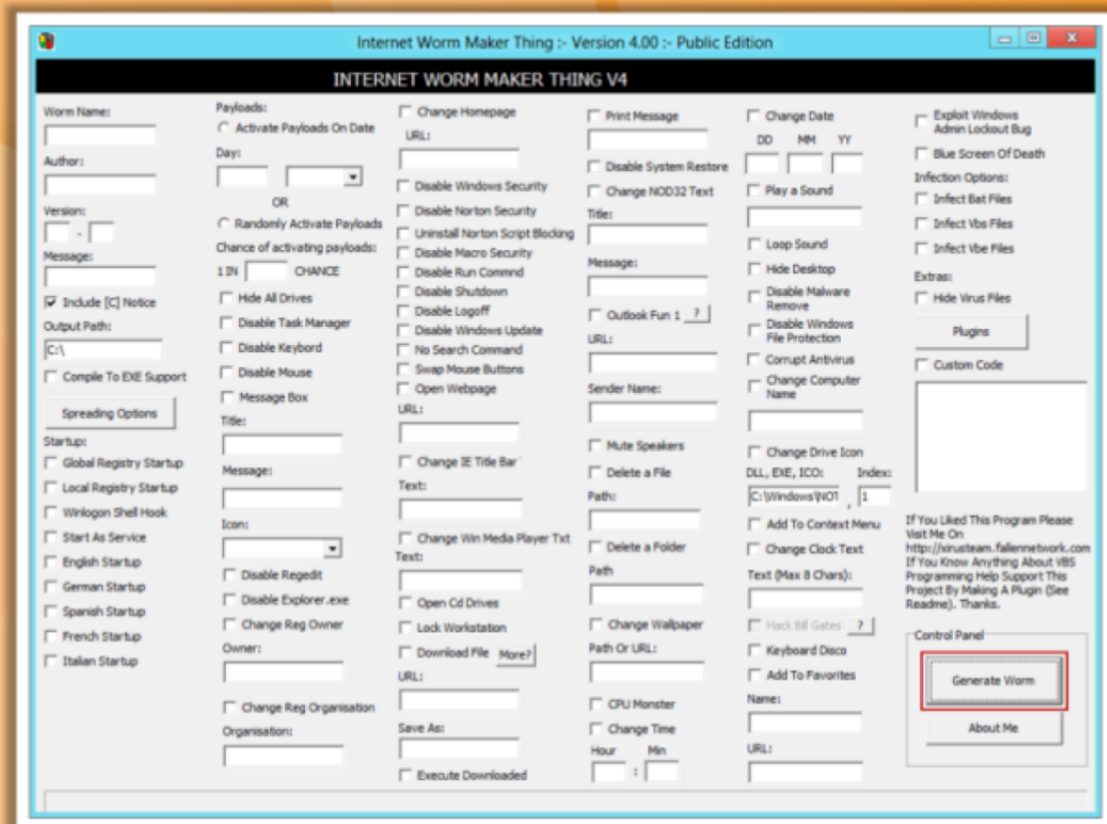 Internet Worm Maker Thing :- Version 4.00 :- Public Edition
INTERNET WORM MAKER THING V4
Worm Name:
Author:
Version:
-
Message:
Include [C] Notice
Output Path:
C:\
Compile To EXE Support
Spreading Options
Startup:
Global Registry Startup
Local Registry Startup
Winlogon Shell Hook
Start As Service
English Startup
German Startup
Spanish Startup
French Startup
Italian Startup
Payloads:
Activate Payloads On Date
Day:
OR
Randomly Activate Payloads
Chance of activating payloads:
1 IN CHANCE
Hide All Drives
Disable Task Manager
Disable Keybord
Disable Mouse
Message Box
Title:
Message:
Icon:
Disable Regedit
Disable Explorer.exe
Change Reg Owner
Owner:
Change Reg Organisation
Organisation:
Change Homepage
URL:
Disable Windows Security
Disable Norton Security
Uninstall Norton Script Blocking
Disable Macro Security
Disable Run Commnd
Disable Shutdown
Disable Logoff
Disable Windows Update
No Search Command
Swap Mouse Buttons
Open Webpage
URL:
Change IE Title Bar
Text:
Change Win Media Player Txt
Text:
Open Cd Drives
Lock Workstation
Download File More?
URL:
Save As:
Execute Downloaded
Print Message
Disable System Restore
Change NOD32 Text
Title:
Message:
Outlook Fun 1 ?
URL:
Sender Name:
Mute Speakers
Delete a File
Path:
Delete a Folder
Path
Change Wallpaper
Path Or URL:
CPU Monster
Change Time
Hour Min
:
Change Date
DD MM YY
Play a Sound
Loop Sound
Hide Desktop
Disable Malware
Remove
Disable Windows
File Protection
Corrupt Antivirus
Change Computer
Name
Change Drive Icon
DLL, EXE, ICO: Index:
C:\Windows\NOT , 1
Add To Context Menu
Change Clock Text
Text (Max 8 Chars):
Hack Bill Gates ?
Keyboard Disco
Add To Favorites
Name:
URL:
Exploit Windows
Admin Lockout Bug
Blue Screen Of Death
Infection Options:
Infect Bat Files
Infect Vbs Files
Infect Vbe Files
Extras:
Hide Virus Files
Plugins
Custom Code
If You Liked This Program Please
Visit Me On
http://xirusteam.fallennetwork.com
If You Know Anything About VBS
Programming Help Support This
Project By Making A Plugin (See
Readme). Thanks.
Control Panel
Generate Worm
About Me